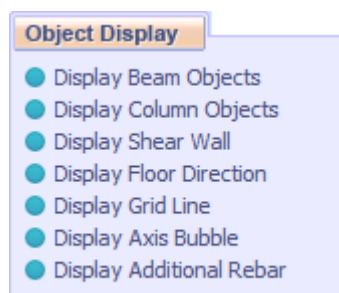 Object Display
Display Beam Objects
Display Column Objects
Display Shear Wall
Display Floor Direction
Display Grid Line
Display Axis Bubble
Display Additional Rebar